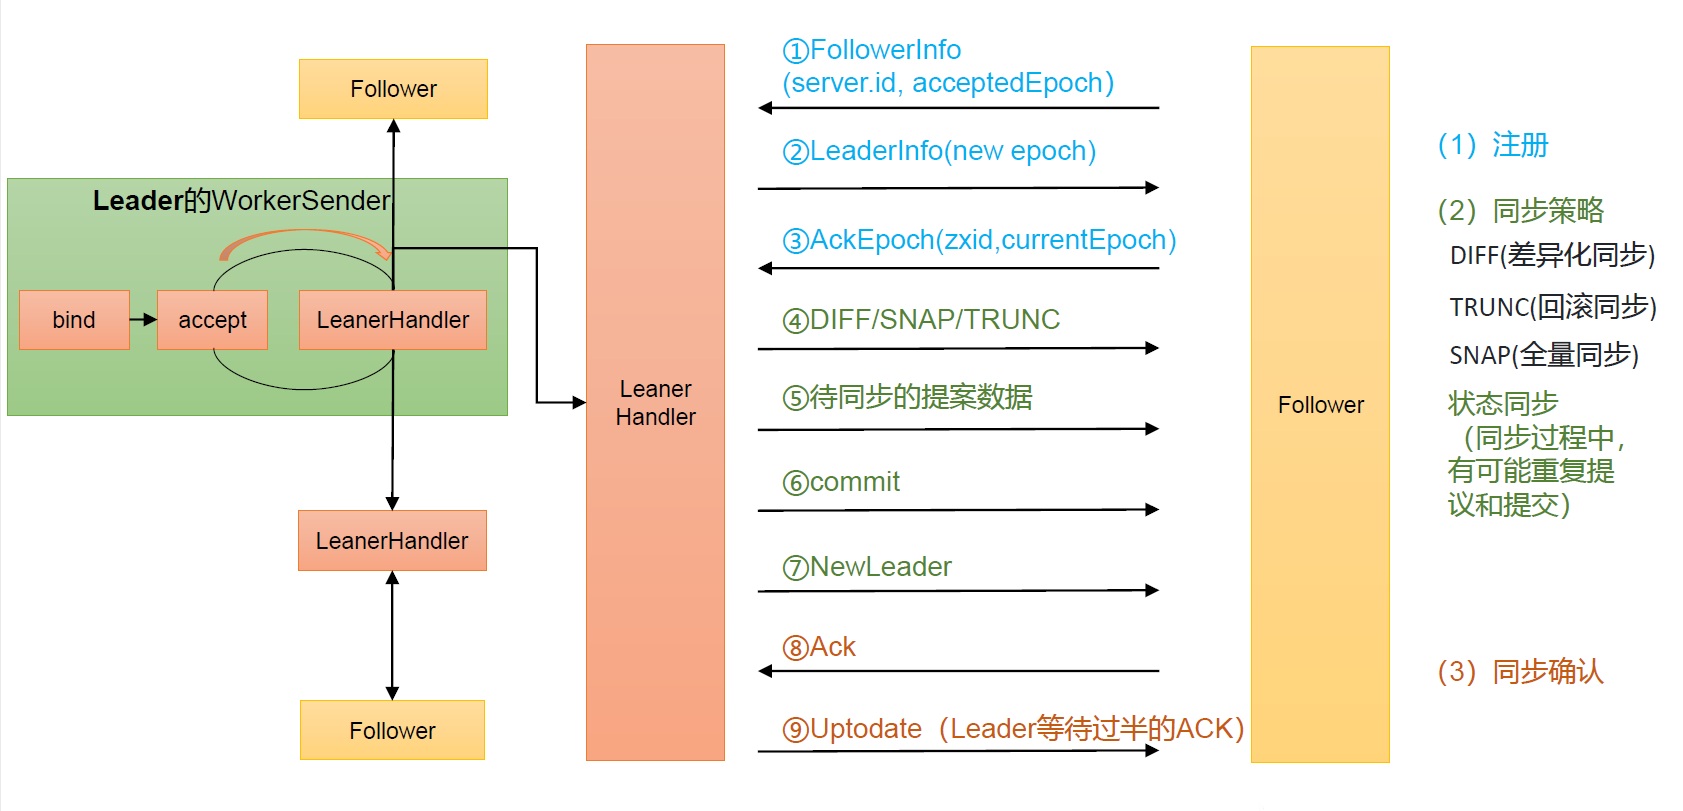 Follower
Leader的WorkerSender
bind
accept
LeanerHandler
LeanerHandler
Follower
Leaner
Handler
①FollowerInfo
(server.id, acceptedEpoch)
②LeaderInfo(new epoch)
③AckEpoch(zxid,currentEpoch)
④DIFF/SNAP/TRUNC
⑤待同步的提案数据
⑥commit
⑦NewLeader
⑧Ack
⑨Uptodate（Leader等待过半的ACK）
Follower
（1）注册
（2）同步策略
DIFF(差异化同步)
TRUNC(回滚同步)
SNAP(全量同步)
状态同步
（同步过程中，
有可能重复提
议和提交）
（3）同步确认